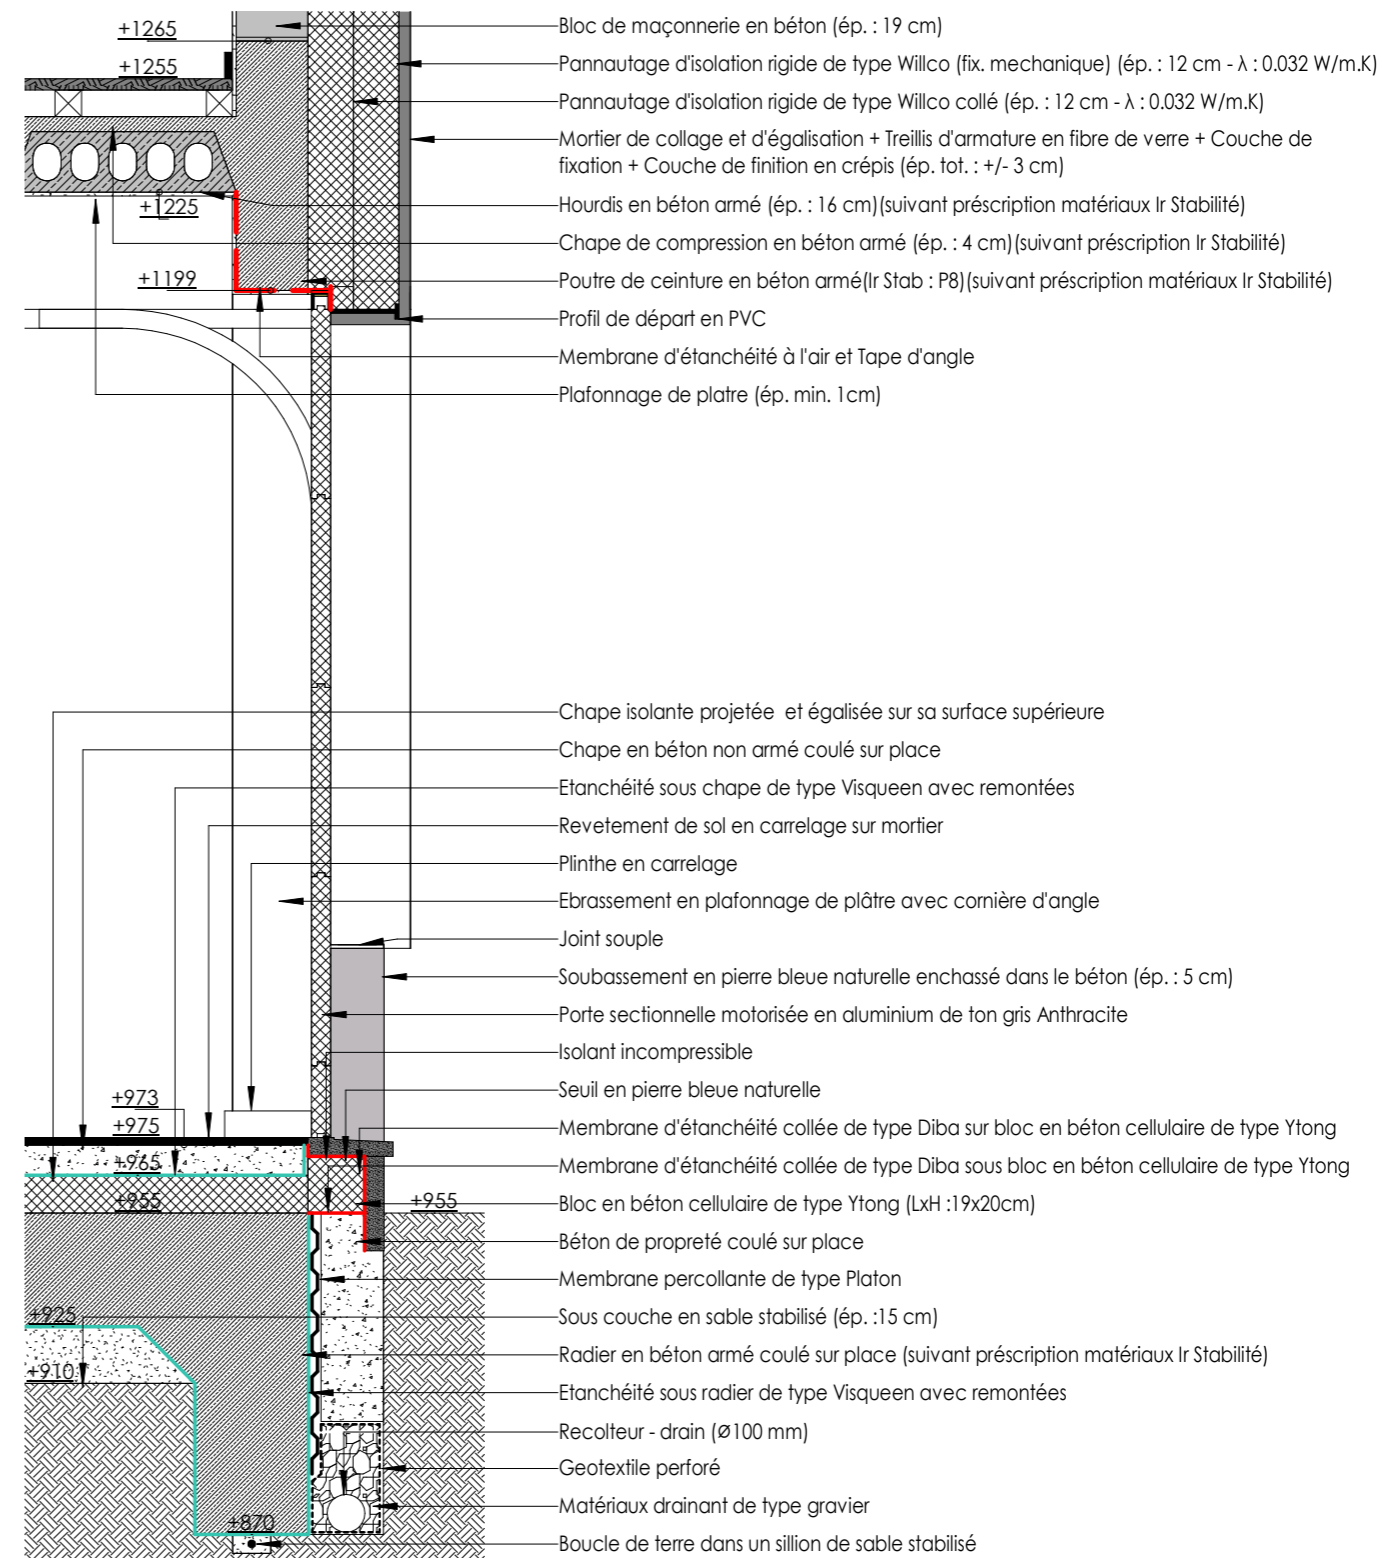 +1265
+1255
+1225
+1199
Bloc de maçonnerie en béton (ép. : 19 cm)
Pannautage d'isolation rigide de type Willco (fix. mechanique) (ép. : 12 cm - λ : 0.032 W/m.K)
Pannautage d'isolation rigide de type Willco collé (ép. : 12 cm - λ : 0.032 W/m.K)
Mortier de collage et d'égalisation + Treillis d'armature en fibre de verre + Couche de
fixation + Couche de finition en crépis (ép. tot. : +/- 3 cm)
Hourdis en béton armé (ép. : 16 cm)(suivant préscription matériaux Ir Stabilité)
Chape de compression en béton armé (ép. : 4 cm)(suivant préscription Ir Stabilité)
Poutre de ceinture en béton armé(Ir Stab : P8)(suivant préscription matériaux Ir Stabilité)
Profil de départ en PVC
Membrane d'étanchéité à l'air et Tape d'angle
Plafonnage de platre (ép. min. 1cm)
Chape isolante projetée et égalisée sur sa surface supérieure
Chape en béton non armé coulé sur place
Etanchéité sous chape de type Visqueen avec remontées
Revetement de sol en carrelage sur mortier
Plinthe en carrelage
Ebrassement en plafonnage de plâtre avec cornière d'angle
Joint souple
Soubassement en pierre bleue naturelle enchassé dans le béton (ép. : 5 cm)
Porte sectionnelle motorisée en aluminium de ton gris Anthracite
Isolant incompressible
Seuil en pierre bleue naturelle
Membrane d'étanchéité collée de type Diba sur bloc en béton cellulaire de type Ytong
Membrane d'étanchéité collée de type Diba sous bloc en béton cellulaire de type Ytong
Bloc en béton cellulaire de type Ytong (LxH :19x20cm)
Béton de propreté coulé sur place
Membrane percollante de type Platon
Sous couche en sable stabilisé (ép. :15 cm)
Radier en béton armé coulé sur place (suivant préscription matériaux Ir Stabilité)
Etanchéité sous radier de type Visqueen avec remontées
Recolteur - drain (Ø100 mm)
Geotextile perforé
Matériaux drainant de type gravier
Boucle de terre dans un sillion de sable stabilisé
+973
+975
+965
+955
+955
+925
+910
+870